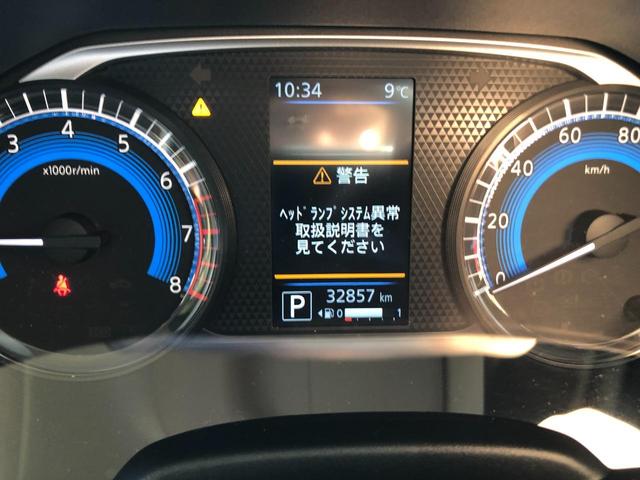 10:34 9℃
警告
ﾍｯﾄﾞﾗﾝﾌﾟｼｽﾃﾑ異常
取扱説明書を
見てください
P 32857 km
0 1
3 4 5 6 7 8
x1000r/min
0 20 40 60 80
km/h